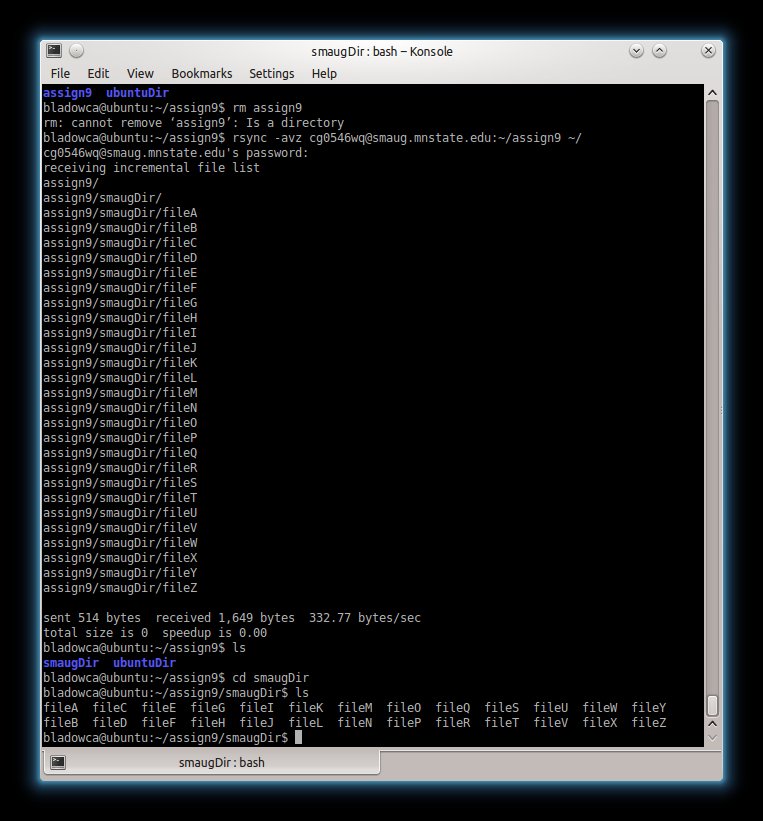 smaugDir : bash – Konsole
File Edit View Bookmarks Settings Help
assign9  ubuntuDir
bladowca@ubuntu:~/assign9$ rm assign9
rm: cannot remove ‘assign9’: Is a directory
bladowca@ubuntu:~/assign9$ rsync -avz cg0546wq@smaug.mnstate.edu:~/assign9 ~/
cg0546wq@smaug.mnstate.edu's password:
receiving incremental file list
assign9/
assign9/smaugDir/
assign9/smaugDir/fileA
assign9/smaugDir/fileB
assign9/smaugDir/fileC
assign9/smaugDir/fileD
assign9/smaugDir/fileE
assign9/smaugDir/fileF
assign9/smaugDir/fileG
assign9/smaugDir/fileH
assign9/smaugDir/fileI
assign9/smaugDir/fileJ
assign9/smaugDir/fileK
assign9/smaugDir/fileL
assign9/smaugDir/fileM
assign9/smaugDir/fileN
assign9/smaugDir/fileO
assign9/smaugDir/fileP
assign9/smaugDir/fileQ
assign9/smaugDir/fileR
assign9/smaugDir/fileS
assign9/smaugDir/fileT
assign9/smaugDir/fileU
assign9/smaugDir/fileV
assign9/smaugDir/fileW
assign9/smaugDir/fileX
assign9/smaugDir/fileY
assign9/smaugDir/fileZ
sent 514 bytes  received 1,649 bytes  332.77 bytes/sec
total size is 0  speedup is 0.00
bladowca@ubuntu:~/assign9$ ls
smaugDir  ubuntuDir
bladowca@ubuntu:~/assign9$ cd smaugDir
bladowca@ubuntu:~/assign9/smaugDir$ ls
fileA  fileC  fileE  fileG  fileI  fileK  fileM  fileO  fileQ  fileS  fileU  fileW  fileY
fileB  fileD  fileF  fileH  fileJ  fileL  fileN  fileP  fileR  fileT  fileV  fileX  fileZ
bladowca@ubuntu:~/assign9/smaugDir$
smaugDir : bash